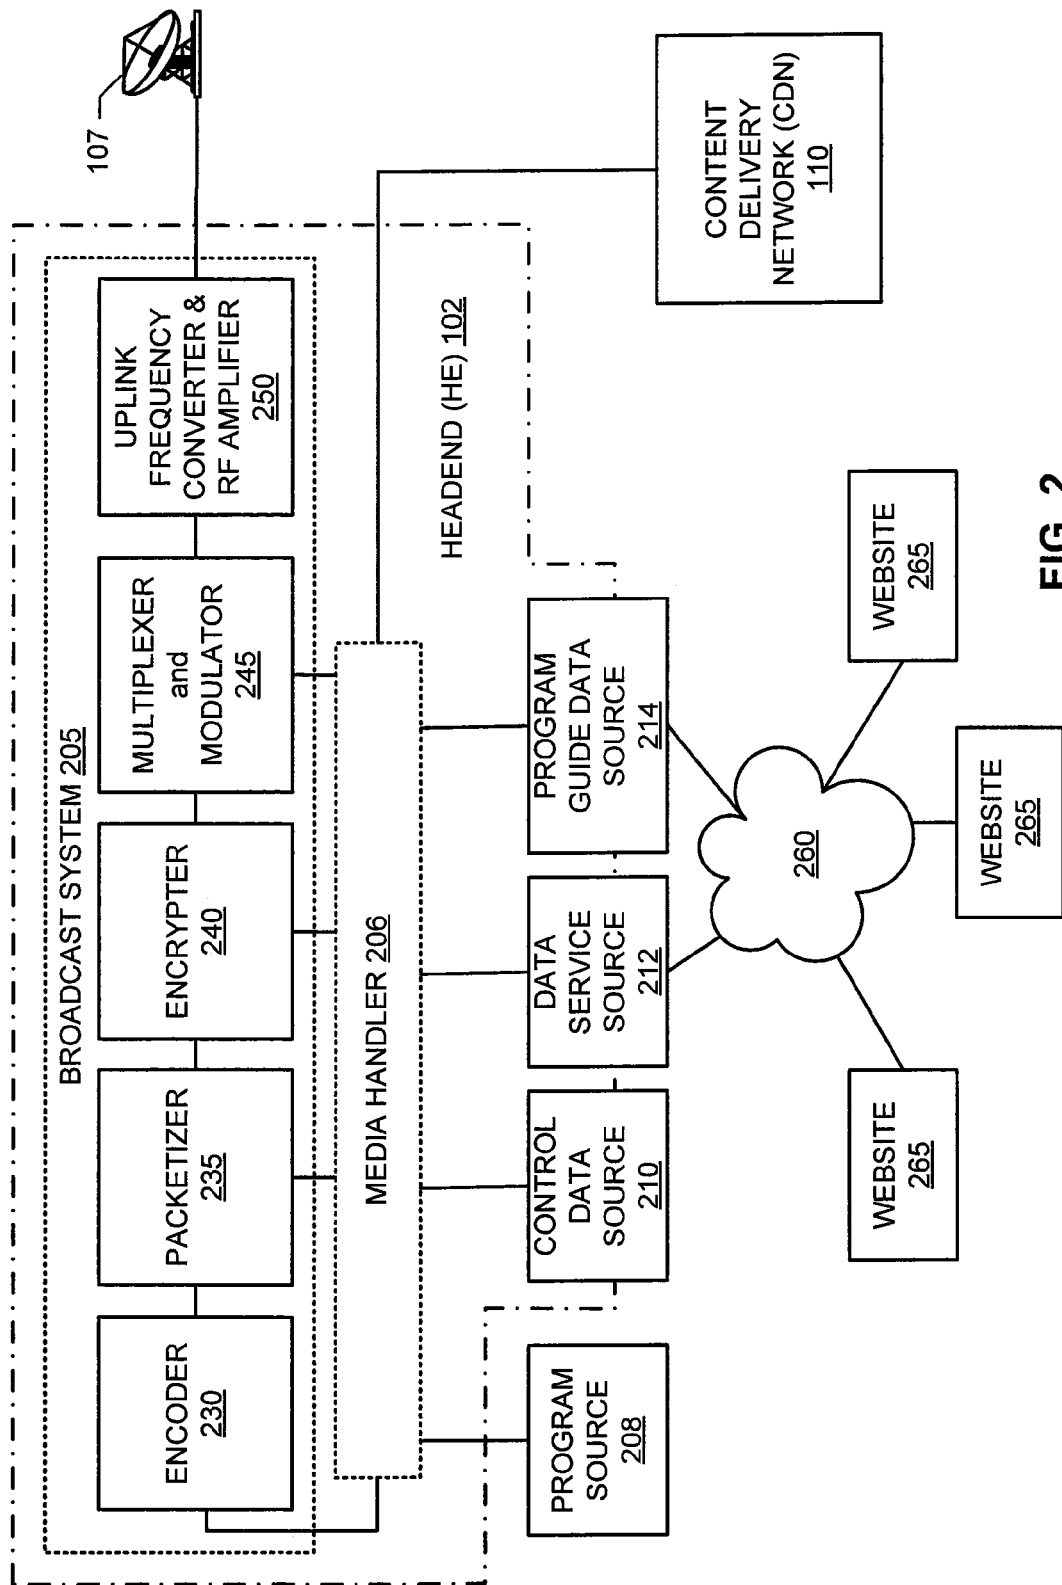 107
BROADCAST SYSTEM 205
ENCODER
230
PACKETIZER
235
ENCRYPTER
240
MULTIPLEXER
and
MODULATOR
245
UPLINK
FREQUENCY
CONVERTER &
RF AMPLIFIER
250
MEDIA HANDLER 206
HEADEND (HE) 102
PROGRAM
SOURCE
208
CONTROL
DATA
SOURCE
210
DATA
SERVICE
SOURCE
212
PROGRAM
GUIDE DATA
SOURCE
214
CONTENT
DELIVERY
NETWORK (CDN)
110
260
WEBSITE
265
WEBSITE
265
WEBSITE
265
FIG. 2